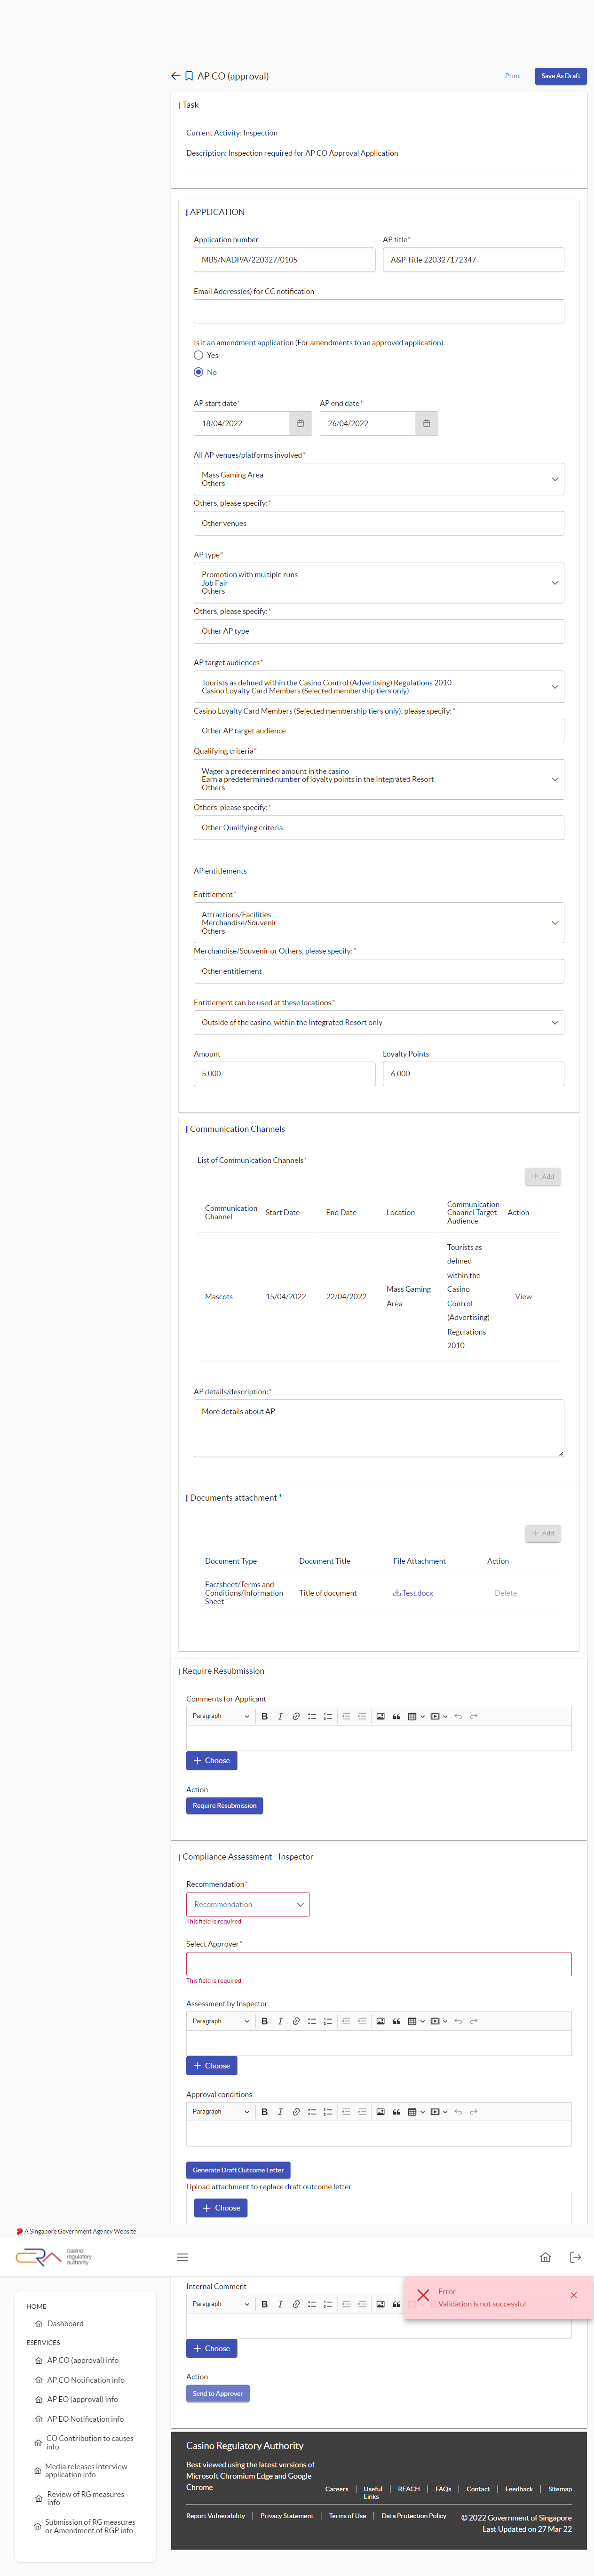 AP CO (approval)
Print
Save As Draft
Task
Current Activity: Inspection
Description: Inspection required for AP CO Approval Application
APPLICATION
Application number
AP title*
MBS/NADP/A/220327/0105
A&P Title 220327172347
Email Address(es) for CC notification
Is it an amendment application (For amendments to an approved application)
Yes
No
AP start date*
AP end date*
18/04/2022
26/04/2022
All AP venues/platforms involved*
Mass Gaming Area
Others
Others, please specify:*
Other venues
AP type*
Promotion with multiple runs
Job Fair
Others
Others, please specify:*
Other AP type
AP target audiences*
Tourists as defined within the Casino Control (Advertising) Regulations 2010
Casino Loyalty Card Members (Selected membership tiers only)
Casino Loyalty Card Members (Selected membership tiers only), please specify:*
Other AP target audience
Qualifying criteria*
Wager a predetermined amount in the casino
Earn a predetermined number of loyalty points in the Integrated Resort
Others
Others, please specify:*
Other Qualifying criteria
AP entitlements
Entitlement*
Attractions/Facilities
Merchandise/Souvenir
Others
Merchandise/Souvenir or Others, please specify:*
Other entitlement
Entitlement can be used at these locations*
Outside of the casino, within the Integrated Resort only
Amount
Loyalty Points
5,000
6,000
Communication Channels
List of Communication Channels*
+ Add
Communication
Channel
Start Date
End Date
Location
Communication
Channel Target
Audience
Action
Mascots
15/04/2022
22/04/2022
Mass Gaming
Area
Tourists as
defined
within the
Casino
Control
(Advertising)
Regulations
2010
View
AP details/description:*
More details about AP
Documents attachment *
+ Add
Document Type
Document Title
File Attachment
Action
Factsheet/Terms and
Conditions/Information
Sheet
Title of document
Test.docx
Delete
Require Resubmission
Comments for Applicant
Paragraph
+ Choose
Action
Require Resubmission
Compliance Assessment - Inspector
Recommendation*
Recommendation
This field is required
Select Approver*
This field is required
Assessment by Inspector
Paragraph
+ Choose
Approval conditions
Paragraph
Generate Draft Outcome Letter
Upload attachment to replace draft outcome letter
+ Choose
A Singapore Government Agency Website
CRA
casino
regulatory
authority
Internal Comment
Error
Validation is not successful
Paragraph
+ Choose
Action
Send to Approver
HOME
Dashboard
ESERVICES
AP CO (approval) info
AP CO Notification info
AP EO (approval) info
AP EO Notification info
CO Contribution to causes
info
Media releases interview
application info
Review of RG measures
info
Submission of RG measures
or Amendment of RGP info
Casino Regulatory Authority
Best viewed using the latest versions of
Microsoft Chromium Edge and Google
Chrome
Careers
Useful
Links
REACH
FAQs
Contact
Feedback
Sitemap
Report Vulnerability
Privacy Statement
Terms of Use
Data Protection Policy
© 2022 Government of Singapore
Last Updated on 27 Mar 22